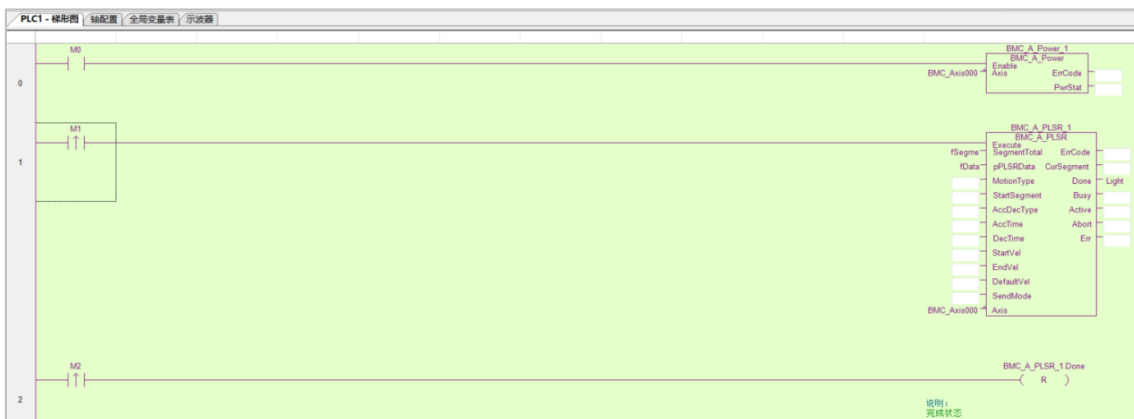 PLC1 - 梯形图 轴配置 全局变量表 示波器
M0
BMC_A_Power_1
BMC_A_Power
Enable
BMC_Axis000 Axis ErrCode
PwrStat
0
M1
BMC_A_PLSR_1
BMC_A_PLSR
Execute
fSegme SegmentTotal ErrCode
fData pPLSRData CurSegment
MotionType Done Light
StartSegment Busy
AccDecType Active
AccTime Abort
DecTime Err
StartVel
EndVel
DefaultVel
SendMode
BMC_Axis000 Axis
1
M2
BMC_A_PLSR_1.Done
R
2
说明：
完成状态